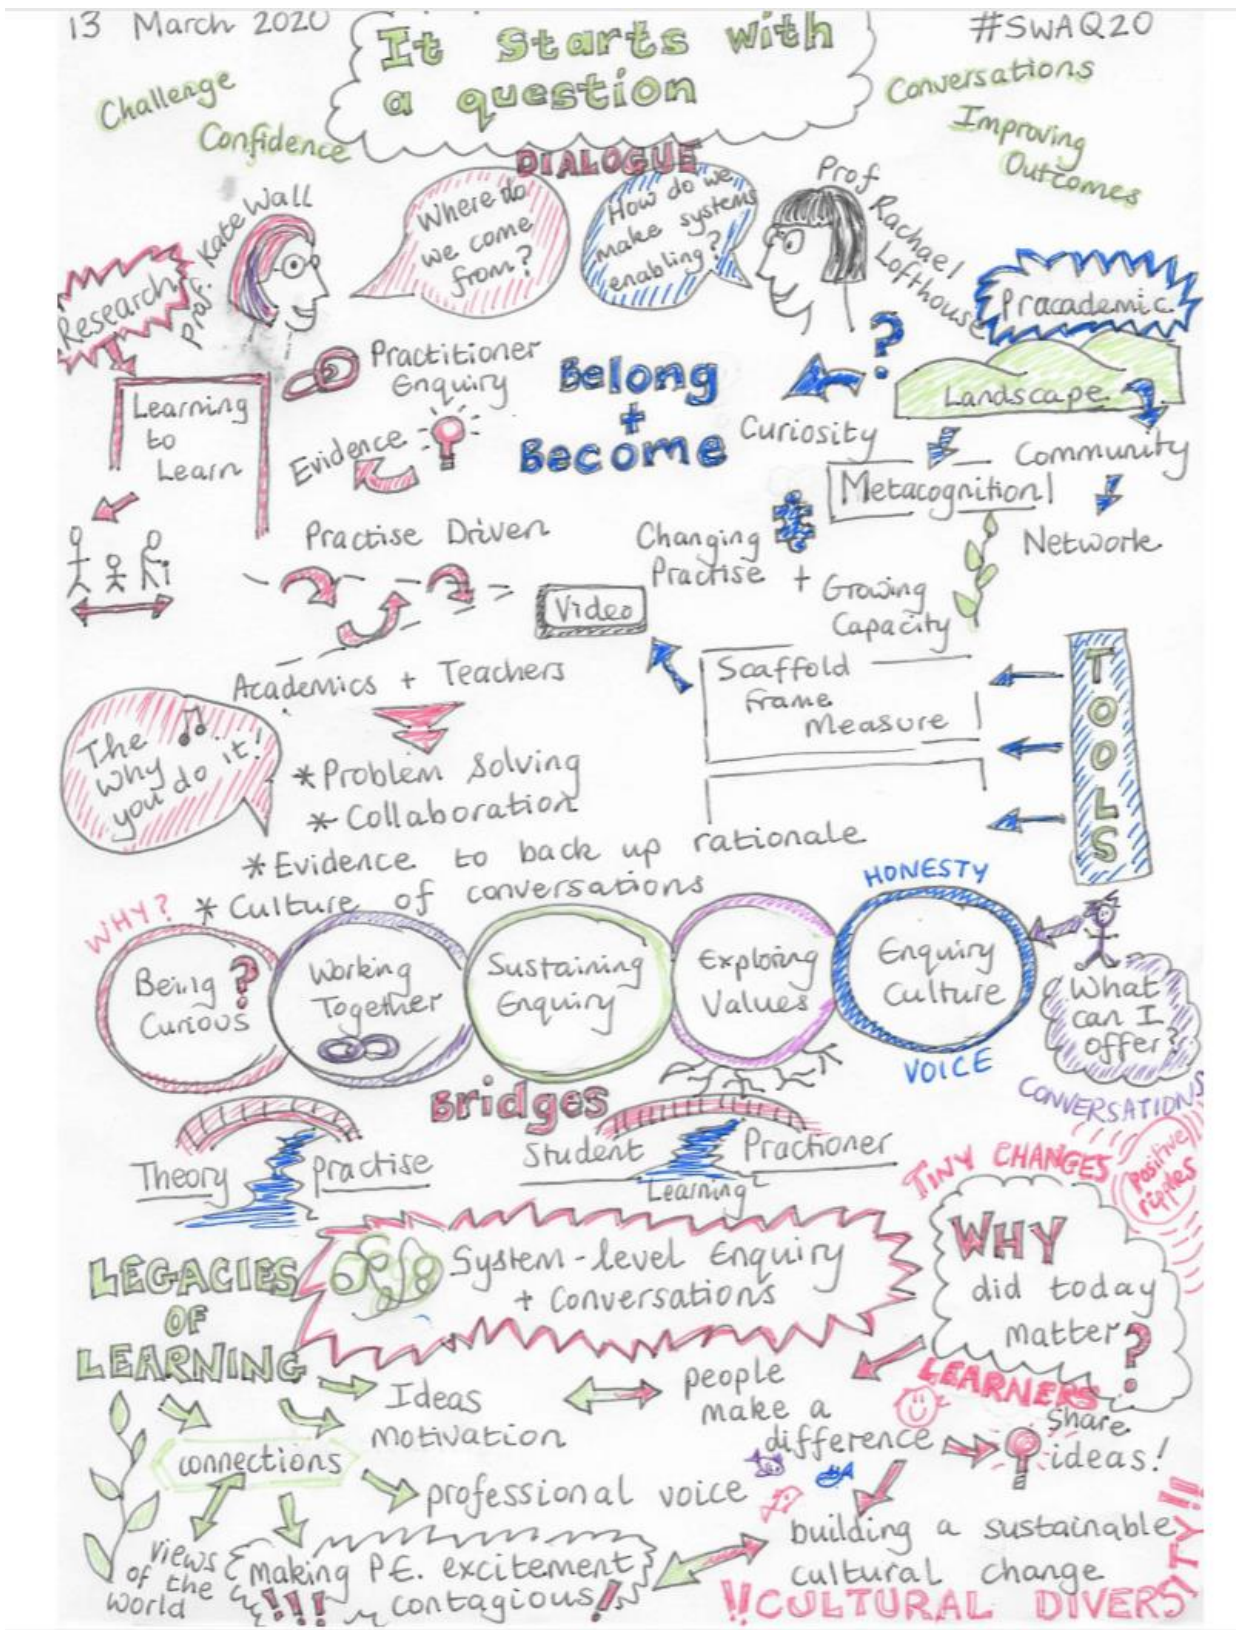 13 March 2020
It starts with
a question
#SWAQ20
Challenge
Confidence
Conversations
Improving
Outcomes
DIALOGUE
Prof. Kate Wall
Where do
we come
from?
How do we
make systems
enabling?
Prof Rachael
Lofthouse
Research
Pracademic
Learning
to
Learn
Practitioner
Enquiry
Evidence
Belong
+
Become
?
Curiosity
Landscape
Metacognition
Community
Network
Practise Driven
Changing
Practise +
Growing
Capacity
Video
Academics + Teachers
Scaffold
frame
measure
TOOLS
The
why
you do it!
* Problem solving
* Collaboration
* Evidence to back up rationale
* Culture of conversations
WHY?
HONESTY
Being ?
Curious
Working
Together
Sustaining
Enquiry
Exploring
Values
Enquiry
Culture
VOICE
What
can I
offer?
CONVERSATIONS
Bridges
Theory
Practise
Student
Practioner
Learning
TINY CHANGES
positive
ripples
LEGACIES
OF
LEARNING
System-level Enquiry
+ Conversations
WHY
did today
matter?
Ideas
Motivation
people
make a
difference
LEARNERS
Share
ideas!
connections
professional voice
views
of the
world
making P.E. excitement
!!! contagious!
building a sustainable
cultural change
!! CULTURAL DIVERSITY!!